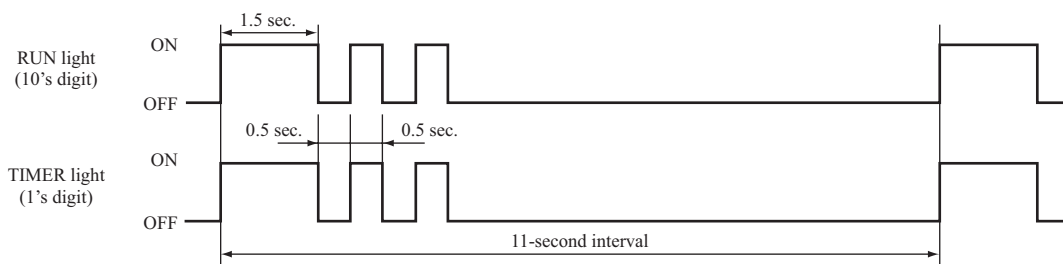 1.5 sec.
ON
RUN light
(10’s digit)
OFF
0.5 sec.
0.5 sec.
ON
TIMER light
(1’s digit)
OFF
11-second interval